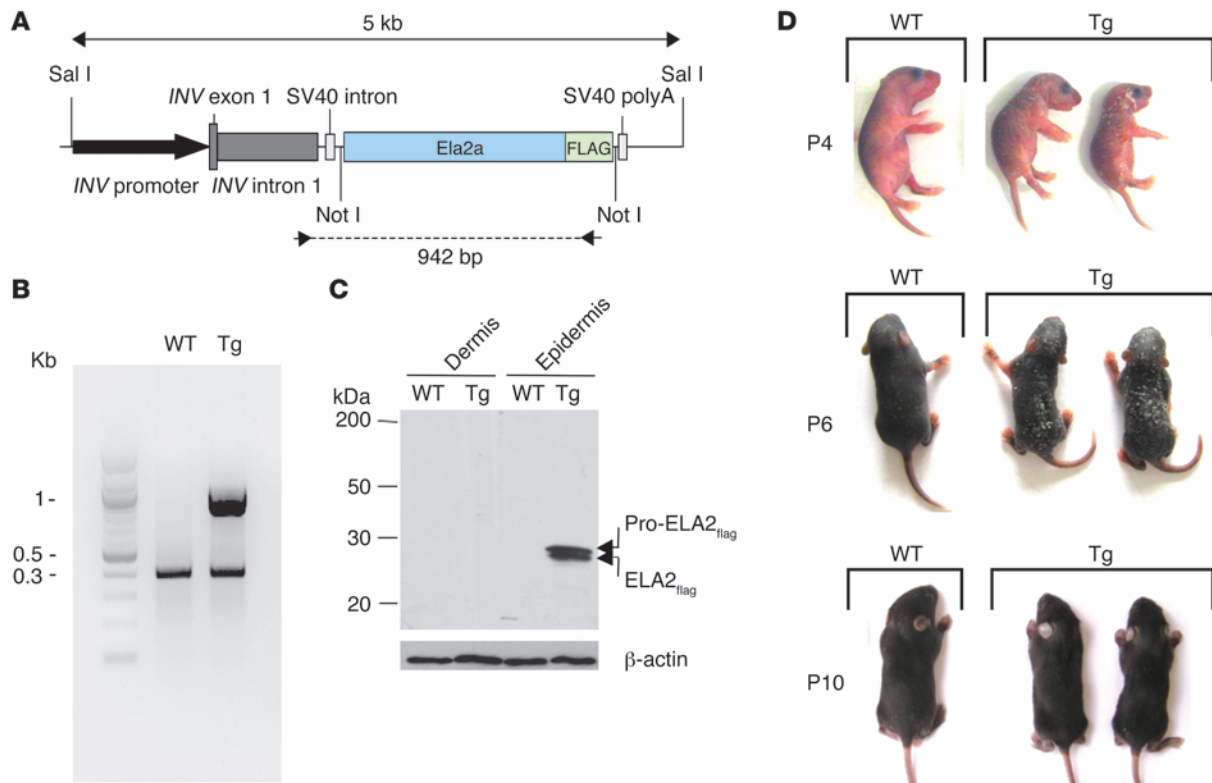 A
5 kb
Sal I
Sal I
INV exon 1
SV40 intron
SV40 polyA
Ela2a
FLAG
INV promoter
INV intron 1
Not I
Not I
942 bp
B
WT Tg
Kb
1 -
0.5 -
0.3 -
C
Dermis
Epidermis
kDa
WT Tg WT Tg
200
50
30
20
Pro-ELA2flag
ELA2flag
β-actin
D
WT
Tg
P4
WT
Tg
P6
WT
Tg
P10